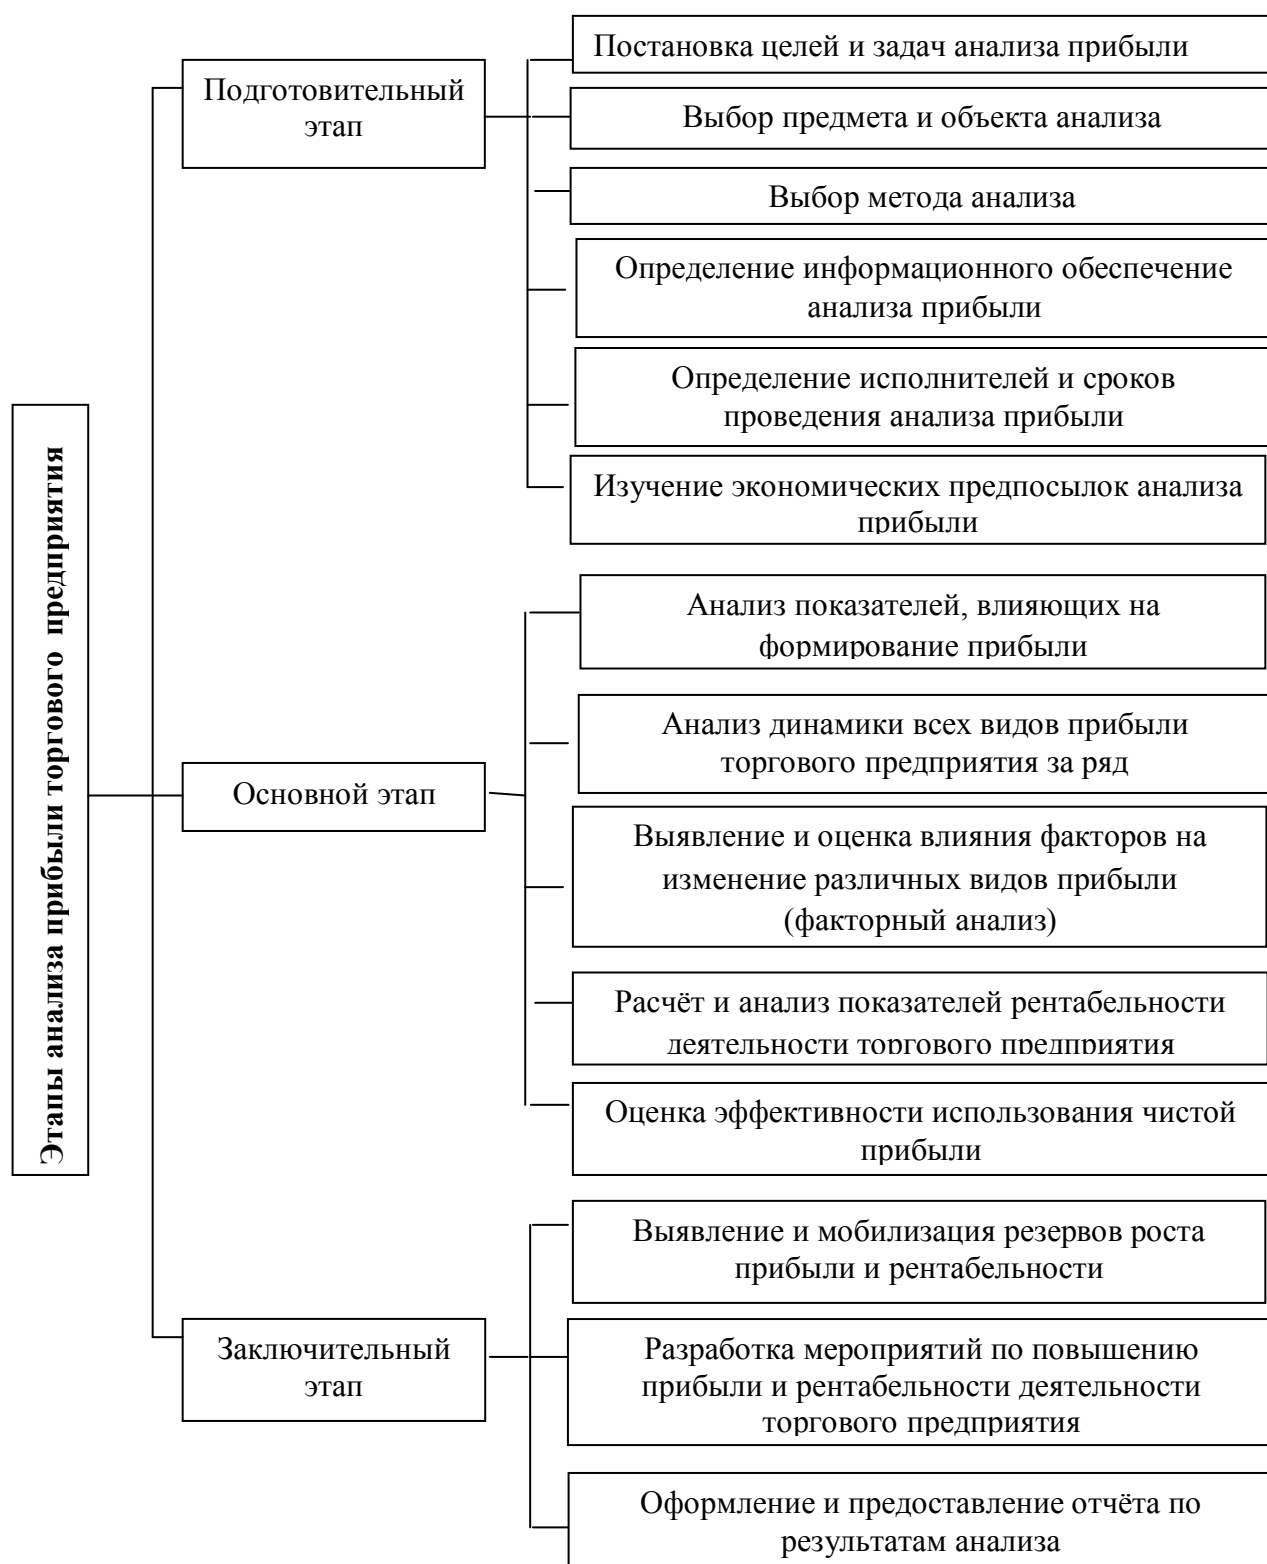 Этапы анализа прибыли торгового предприятия
Подготовительный
этап
Постановка целей и задач анализа прибыли
Выбор предмета и объекта анализа
Выбор метода анализа
Определение информационного обеспечение
анализа прибыли
Определение исполнителей и сроков
проведения анализа прибыли
Изучение экономических предпосылок анализа
прибыли
Основной этап
Анализ показателей, влияющих на
формирование прибыли
Анализ динамики всех видов прибыли
торгового предприятия за ряд
Выявление и оценка влияния факторов на
изменение различных видов прибыли
(факторный анализ)
Расчёт и анализ показателей рентабельности
деятельности торгового предприятия
Оценка эффективности использования чистой
прибыли
Заключительный
этап
Выявление и мобилизация резервов роста
прибыли и рентабельности
Разработка мероприятий по повышению
прибыли и рентабельности деятельности
торгового предприятия
Оформление и предоставление отчёта по
результатам анализа